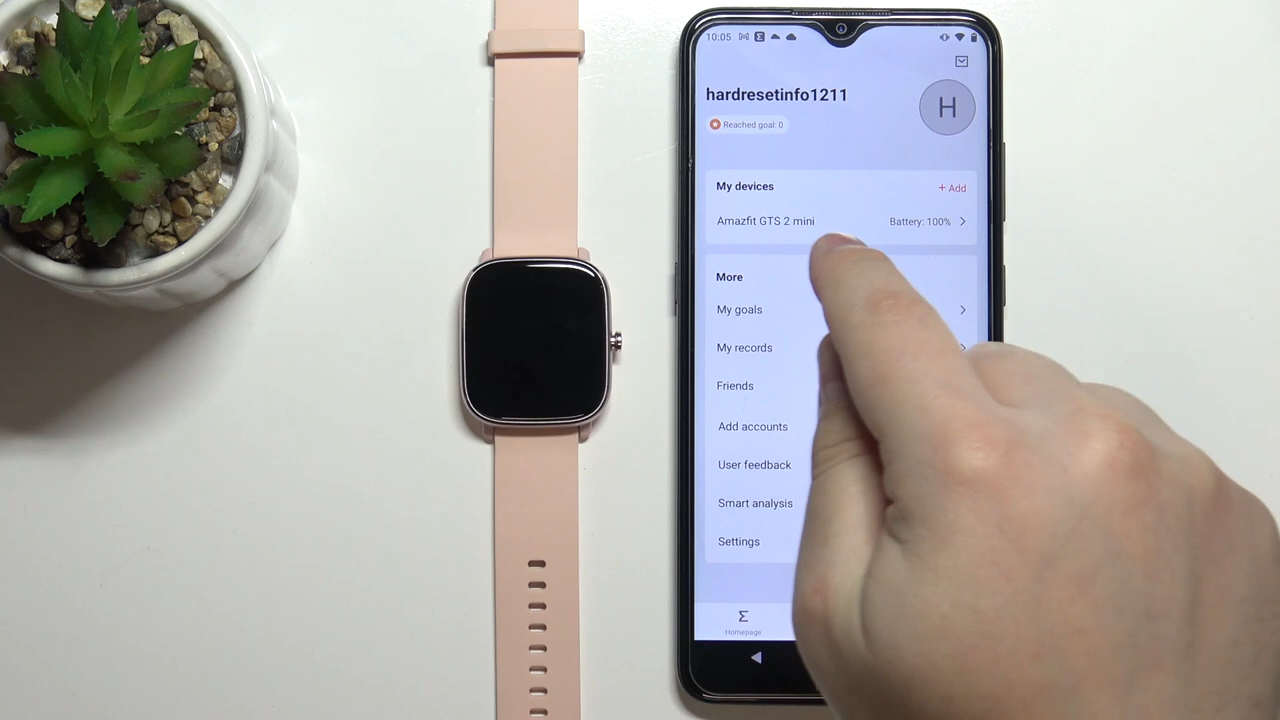 10:05
hardresetinfo1211
H
Reached goal: 0
My devices
+ Add
Amazfit GTS 2 mini
Battery: 100%
More
My goals
My records
Friends
Add accounts
User feedback
Smart analysis
Settings
Homepage